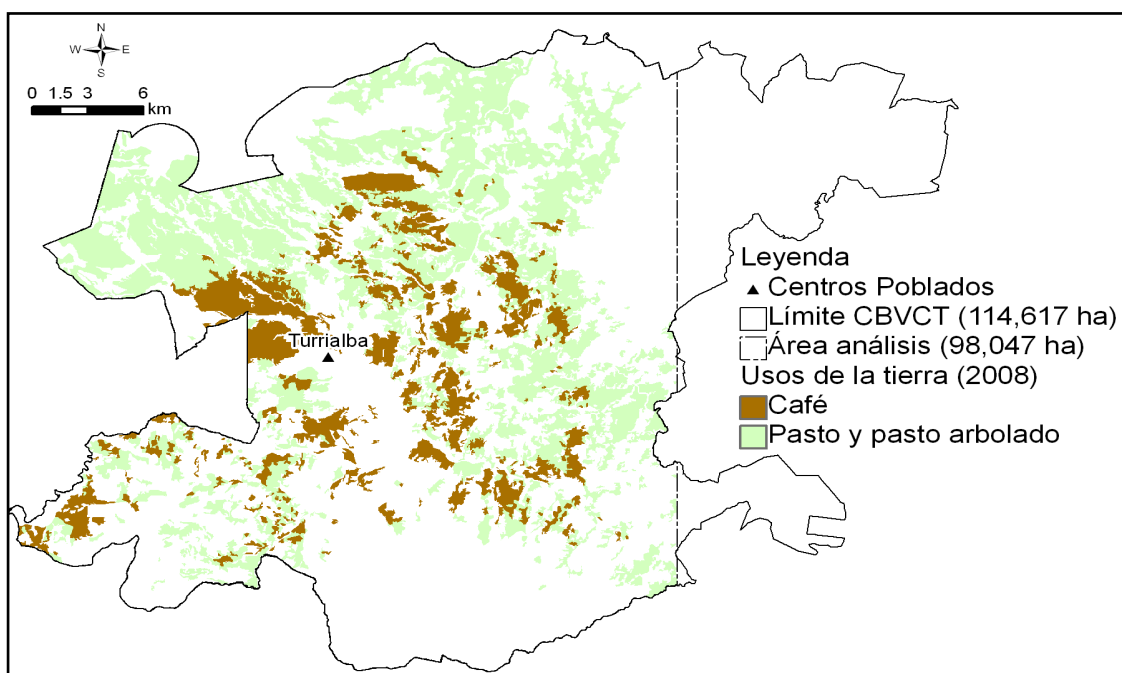 N
W E
S
0 1.5 3 6
km
Turrialba
Leyenda
Centros Poblados
Límite CBVCT (114,617 ha)
Área análisis (98,047 ha)
Usos de la tierra (2008)
Café
Pasto y pasto arbolado